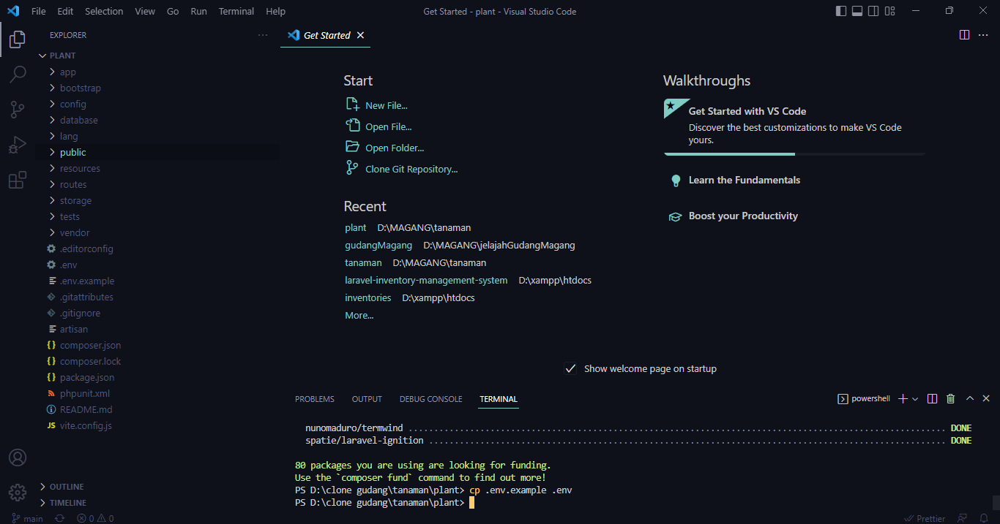 File Edit Selection View Go Run Terminal Help
Get Started - plant - Visual Studio Code
EXPLORER
PLANT
app
bootstrap
config
database
lang
public
resources
routes
storage
tests
vendor
.editorconfig
.env
.env.example
.gitattributes
.gitignore
artisan
composer.json
composer.lock
package.json
phpunit.xml
README.md
JS vite.config.js
OUTLINE
TIMELINE
Get Started
Start
New File...
Open File...
Open Folder...
Clone Git Repository...
Recent
plant D:\MAGANG\tanaman
gudangMagang D:\MAGANG\jelajahGudangMagang
tanaman D:\MAGANG\tanaman
laravel-inventory-management-system D:\xampp\htdocs
inventories D:\xampp\htdocs
More...
Walkthroughs
Get Started with VS Code
Discover the best customizations to make VS Code
yours.
Learn the Fundamentals
Boost your Productivity
Show welcome page on startup
PROBLEMS OUTPUT DEBUG CONSOLE TERMINAL
powershell
nunomaduro/termwind ........................................................................................................ DONE
spatie/laravel-ignition .................................................................................................... DONE
80 packages you are using are looking for funding.
Use the `composer fund` command to find out more!
PS D:\clone gudang\tanaman\plant> cp .env.example .env
PS D:\clone gudang\tanaman\plant>
main 0 0 Prettier